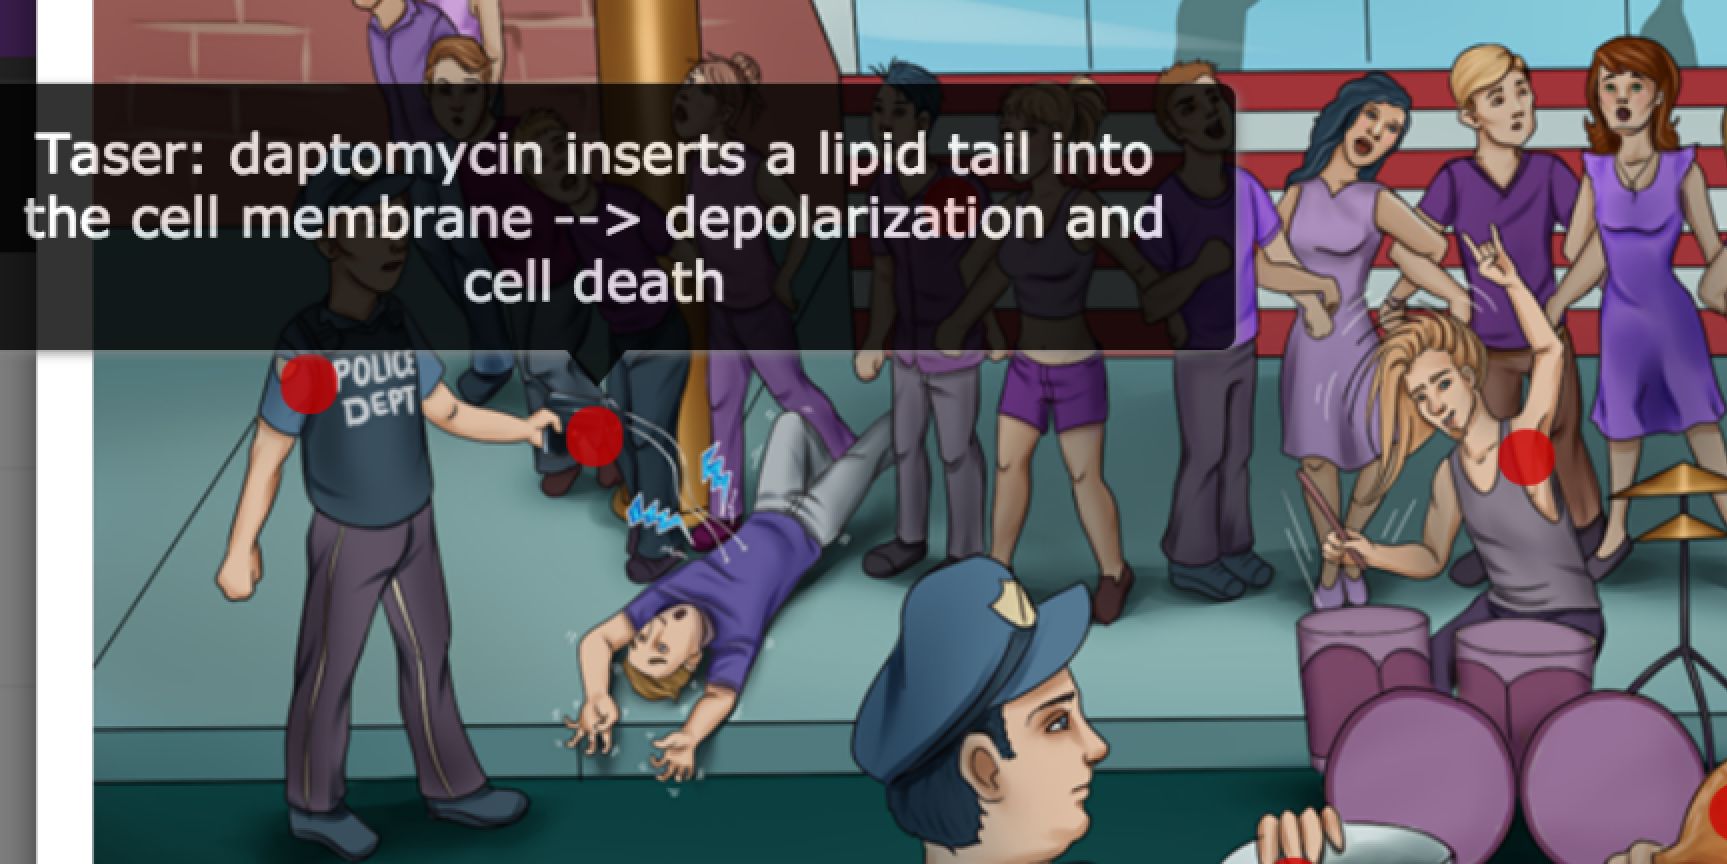 Taser: daptomycin inserts a lipid tail into
the cell membrane --> depolarization and
cell death
POLICE
DEPT